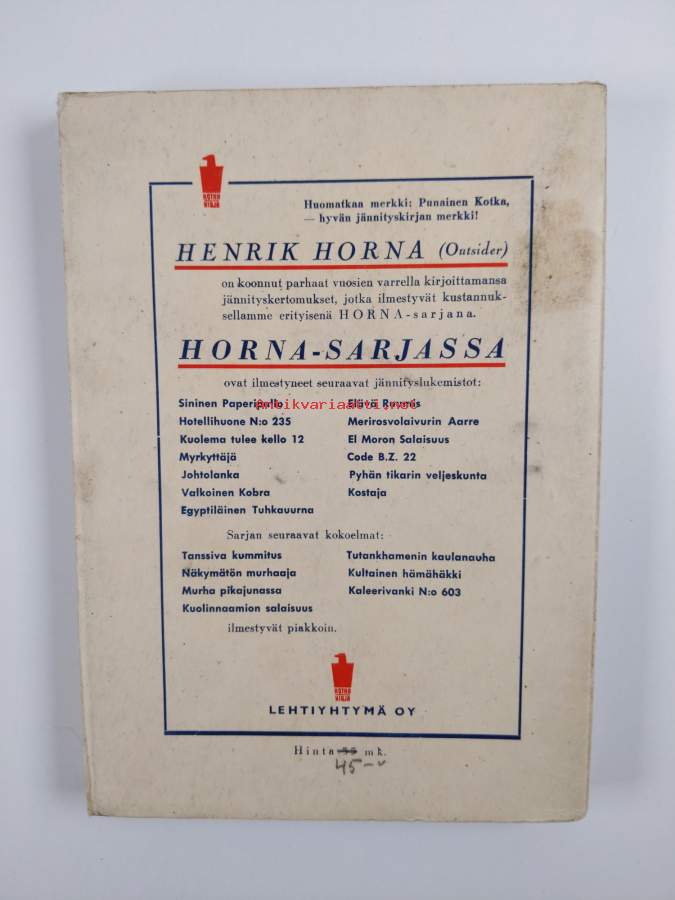 KOTKA
KIRJA
Huomatkaa merkki: Punainen Kotka,
— hyvän jännityskirjan merkki!
HENRIK HORNA (Outsider)
on koonnut parhaat vuosien varrella kirjoittamansa
jännityskertomukset, jotka ilmestyvät kustannuk-
sellamme erityisenä HORNA-sarjana.
HORNA-SARJASSA
ovat ilmestyneet seuraavat jännityslukemistot:
Sininen Paperipallo Elävä Ruumis
antikvariaatti.net
Hotellihuone N:o 235 Merirosvolaivurin Aarre
Kuolema tulee kello 12 El Moron Salaisuus
Myrkyttäjä Code B.Z. 22
Johtolanka Pyhän tikarin veljeskunta
Valkoinen Kobra Kostaja
Egyptiläinen Tuhkauurna
Sarjan seuraavat kokoelmat:
Tanssiva kummitus Tutankhamenin kaulanauha
Näkymätön murhaaja Kultainen hämähäkki
Murha pikajunassa Kaleerivanki N:o 603
Kuolinnaamion salaisuus
ilmestyvät piakkoin.
KOTKA
KIRJA
LEHTIYHTYMÄ OY
Hinta mk.
45—